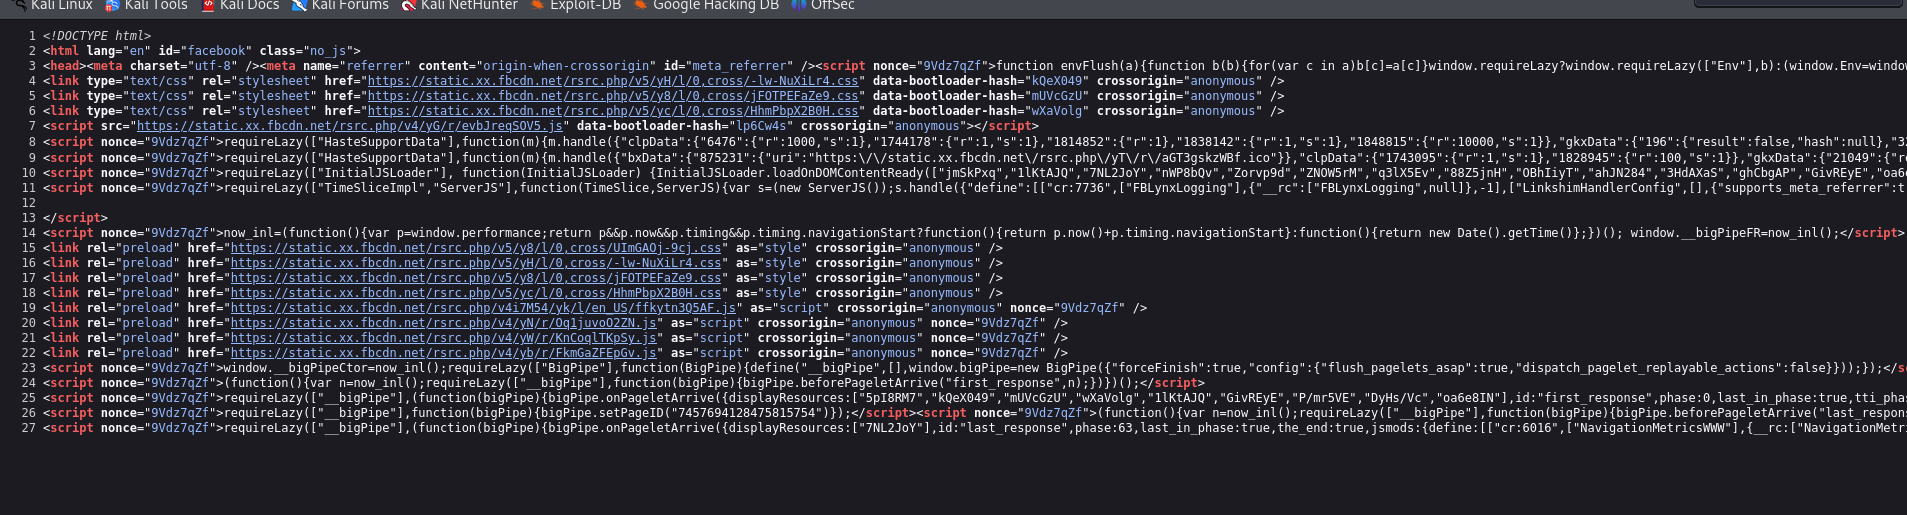 Kali Linux Kali Tools Kali Docs Kali Forums Kali NetHunter Exploit-DB Google Hacking DB OffSec
1 <!DOCTYPE html>
2 <html lang="en" id="facebook" class="no_js">
3 <head><meta charset="utf-8" /><meta name="referrer" content="origin-when-crossorigin" id="meta_referrer" /><script nonce="9Vdz7qZf">function envFlush(a){function b(b){for(var c in a)b[c]=a[c]}window.requireLazy?window.requireLazy(["Env"],b):(window.Env=window
4 <link type="text/css" rel="stylesheet" href="https://static.xx.fbcdn.net/rsrc.php/v5/yH/l/0,cross/-lw-NuXiLr4.css" data-bootloader-hash="kQeX049" crossorigin="anonymous" />
5 <link type="text/css" rel="stylesheet" href="https://static.xx.fbcdn.net/rsrc.php/v5/y8/l/0,cross/jFOTPEFaZe9.css" data-bootloader-hash="mUVcGzU" crossorigin="anonymous" />
6 <link type="text/css" rel="stylesheet" href="https://static.xx.fbcdn.net/rsrc.php/v5/yc/l/0,cross/HhmPbpX2B0H.css" data-bootloader-hash="wXaVolg" crossorigin="anonymous" />
7 <script src="https://static.xx.fbcdn.net/rsrc.php/v4/yG/r/evbJreqSOV5.js" data-bootloader-hash="lp6Cw4s" crossorigin="anonymous"></script>
8 <script nonce="9Vdz7qZf">requireLazy(["HasteSupportData"],function(m){m.handle({"clpData":{"6476":{"r":1000,"s":1},"1744178":{"r":1,"s":1},"1814852":{"r":1},"1838142":{"r":1,"s":1},"1848815":{"r":10000,"s":1}},"gkxData":{"196":{"result":false,"hash":null},"32
9 <script nonce="9Vdz7qZf">requireLazy(["HasteSupportData"],function(m){m.handle({"bxData":{"875231":{"uri":"https:\/\/static.xx.fbcdn.net\/rsrc.php\/yT\/r\/aGT3gskzWBf.ico"}},"clpData":{"1743095":{"r":1,"s":1},"1828945":{"r":100,"s":1}},"gkxData":{"21049":{"re
10 <script nonce="9Vdz7qZf">requireLazy(["InitialJSLoader"], function(InitialJSLoader) {InitialJSLoader.loadOnDOMContentReady(["jmSkPxq","1lKtAJQ","7NL2JoY","nWP8bQv","Zorvp9d","ZNOW5rM","q3lX5Ev","88Z5jnH","OBhIiyT","ahJN284","3HdAXaS","ghCbgAP","GivREyE","oa6e
11 <script nonce="9Vdz7qZf">requireLazy(["TimeSliceImpl","ServerJS"],function(TimeSlice,ServerJS){var s=(new ServerJS());s.handle({"define":[["cr:7736",["FBLynxLogging"],{"__rc":["FBLynxLogging",null]},-1],["LinkshimHandlerConfig",[],{"supports_meta_referrer":t
12
13 </script>
14 <script nonce="9Vdz7qZf">now_inl=(function(){var p=window.performance;return p&&p.now&&p.timing&&p.timing.navigationStart?function(){return p.now()+p.timing.navigationStart}:function(){return new Date().getTime()};})(); window.__bigPipeFR=now_inl();</script>
15 <link rel="preload" href="https://static.xx.fbcdn.net/rsrc.php/v5/y8/l/0,cross/UImGAOj-9cj.css" as="style" crossorigin="anonymous" />
16 <link rel="preload" href="https://static.xx.fbcdn.net/rsrc.php/v5/yH/l/0,cross/-lw-NuXiLr4.css" as="style" crossorigin="anonymous" />
17 <link rel="preload" href="https://static.xx.fbcdn.net/rsrc.php/v5/y8/l/0,cross/jFOTPEFaZe9.css" as="style" crossorigin="anonymous" />
18 <link rel="preload" href="https://static.xx.fbcdn.net/rsrc.php/v5/yc/l/0,cross/HhmPbpX2B0H.css" as="style" crossorigin="anonymous" />
19 <link rel="preload" href="https://static.xx.fbcdn.net/rsrc.php/v4i7M54/yk/l/en_US/ffkytn3Q5AF.js" as="script" crossorigin="anonymous" nonce="9Vdz7qZf" />
20 <link rel="preload" href="https://static.xx.fbcdn.net/rsrc.php/v4/yN/r/Oq1juvoO2ZN.js" as="script" crossorigin="anonymous" nonce="9Vdz7qZf" />
21 <link rel="preload" href="https://static.xx.fbcdn.net/rsrc.php/v4/yW/r/KnCoqlTKpSy.js" as="script" crossorigin="anonymous" nonce="9Vdz7qZf" />
22 <link rel="preload" href="https://static.xx.fbcdn.net/rsrc.php/v4/yb/r/FkmGaZFEpGv.js" as="script" crossorigin="anonymous" nonce="9Vdz7qZf" />
23 <script nonce="9Vdz7qZf">window.__bigPipeCtor=now_inl();requireLazy(["BigPipe"],function(BigPipe){define("__bigPipe",[],window.bigPipe=new BigPipe({"forceFinish":true,"config":{"flush_pagelets_asap":true,"dispatch_pagelet_replayable_actions":false}}));});</sc
24 <script nonce="9Vdz7qZf">(function(){var n=now_inl();requireLazy(["__bigPipe"],function(bigPipe){bigPipe.beforePageletArrive("first_response",n);})})();</script>
25 <script nonce="9Vdz7qZf">requireLazy(["__bigPipe"],(function(bigPipe){bigPipe.onPageletArrive({displayResources:["5pI8RM7","kQeX049","mUVcGzU","wXaVolg","1lKtAJQ","GivREyE","P/mr5VE","DyHs/Vc","oa6e8IN"],id:"first_response",phase:0,last_in_phase:true,tti_phas
26 <script nonce="9Vdz7qZf">requireLazy(["__bigPipe"],function(bigPipe){bigPipe.setPageID("7457694128475815754")});</script><script nonce="9Vdz7qZf">(function(){var n=now_inl();requireLazy(["__bigPipe"],function(bigPipe){bigPipe.beforePageletArrive("last_respons
27 <script nonce="9Vdz7qZf">requireLazy(["__bigPipe"],(function(bigPipe){bigPipe.onPageletArrive({displayResources:["7NL2JoY"],id:"last_response",phase:63,last_in_phase:true,the_end:true,jsmods:{define:[["cr:6016",["NavigationMetricsWWW"],{__rc:["NavigationMetri